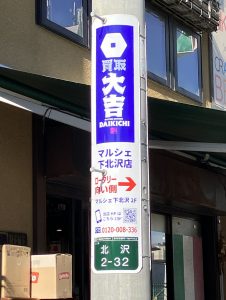 買取
大吉
DAIKICHI
マルシェ
下北沢店
ロータリー
向い側
マルシェ下北沢 2F
0120-008-336
北沢
2-32